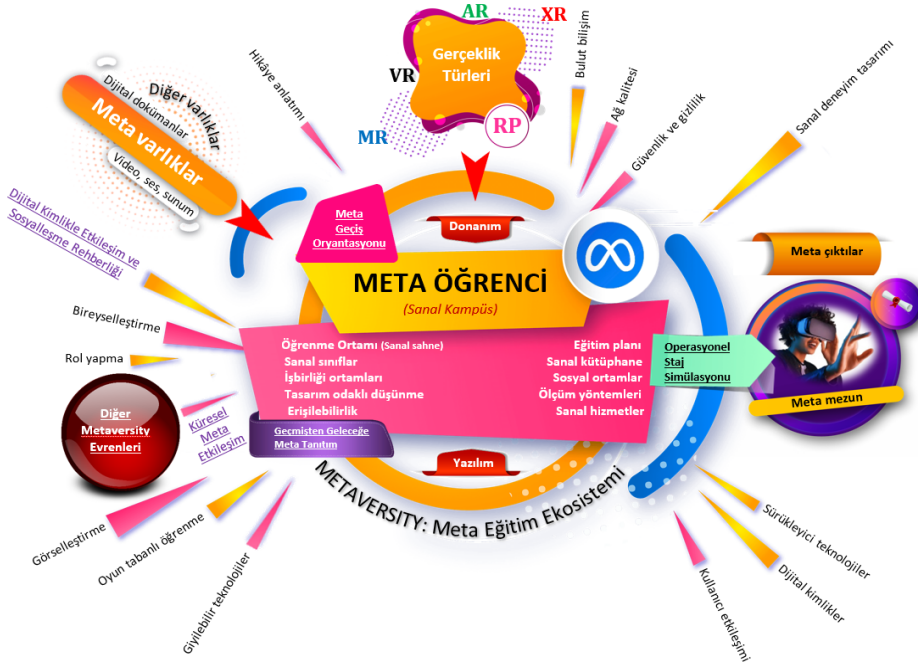 AR
XR
Gerçeklik
Türleri
VR
MR
RP
Hikâye anlatımı
Bulut bilişim
Ağ kalitesi
Güvenlik ve gizlilik
Sanal deneyim tasarımı
Diğer varlıklar
Dijital dokümanlar
Meta varlıklar
Video, ses, sunum
Dijital Kimlikle Etkileşim ve
Sosyalleşme Rehberliği
Bireyselleştirme
Rol yapma
Meta
Geçiş
Oryantasyonu
Donanım
META ÖĞRENCİ
(Sanal Kampüs)
Öğrenme Ortamı (Sanal sahne)
Sanal sınıflar
İşbirliği ortamları
Tasarım odaklı düşünme
Erişilebilirlik
Eğitim planı
Sanal kütüphane
Sosyal ortamlar
Ölçüm yöntemleri
Sanal hizmetler
Operasyonel
Staj
Simülasyonu
Meta çıktılar
Meta mezun
Diğer
Metaversity
Evrenleri
Küresel
Meta
Etkileşim
Geçmişten Geleceğe
Meta Tanıtım
Yazılım
METAVERSITY: Meta Eğitim Ekosistemi
Görselleştirme
Oyun tabanlı öğrenme
Giyilebilir teknolojiler
Sürükleyici teknolojiler
Dijital kimlikler
Kullanıcı etkileşimi